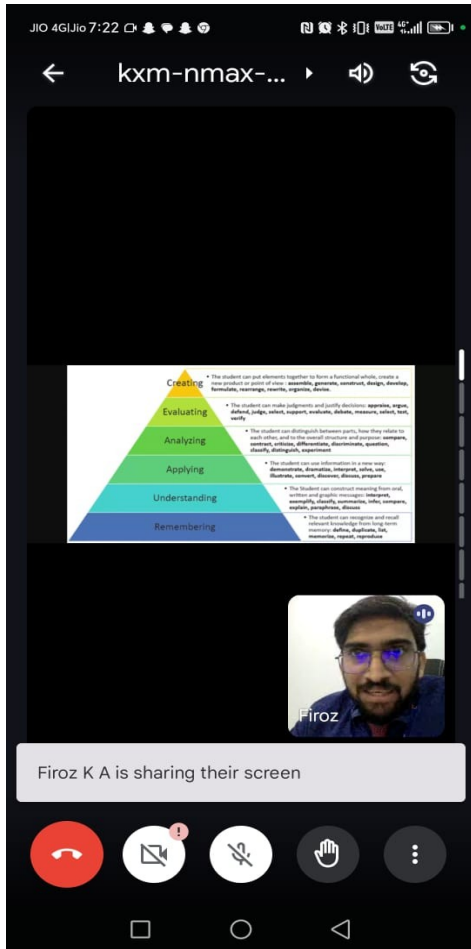 JIO 4G|Jio 7:22
VoLTE 4G+
kxm-nmax-...
Creating
• The student can put elements together to form a functional whole, create a
new product or point of view : assemble, generate, construct, design, develop,
formulate, rearrange, rewrite, organize, devise.
Evaluating
• The student can make judgments and justify decisions: appraise, argue,
defend, judge, select, support, evaluate, debate, measure, select, test,
verify
Analyzing
• The student can distinguish between parts, how they relate to
each other, and to the overall structure and purpose: compare,
contrast, criticize, differentiate, discriminate, question,
classify, distinguish, experiment
Applying
• The student can use information in a new way:
demonstrate, dramatize, interpret, solve, use,
illustrate, convert, discover, discuss, prepare
Understanding
• The Student can construct meaning from oral,
written and graphic messages: interpret,
exemplify, classify, summarize, infer, compare,
explain, paraphrase, discuss
Remembering
• The student can recognize and recall
relevant knowledge from long-term
memory: define, duplicate, list,
memorize, repeat, reproduce
Firoz
Firoz K A is sharing their screen